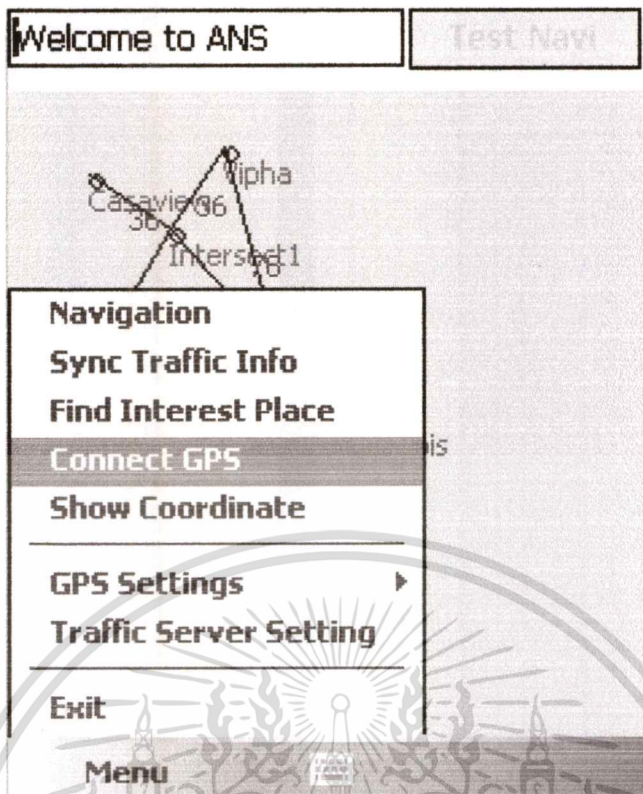 Welcome to ANS
Test Navi
Vipha
Casaview
36
36
Intersect1
Navigation
Sync Traffic Info
Find Interest Place
Connect GPS
is
Show Coordinate
GPS Settings
Traffic Server Setting
Exit
Menu